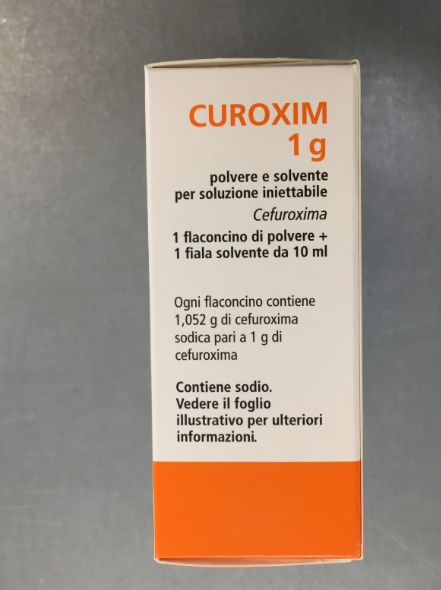 CUROXIM
1 g
polvere e solvente
per soluzione iniettabile
Cefuroxima
1 flaconcino di polvere +
1 fiala solvente da 10 ml
Ogni flaconcino contiene
1,052 g di cefuroxima
sodica pari a 1 g di
cefuroxima
Contiene sodio.
Vedere il foglio
illustrativo per ulteriori
informazioni.